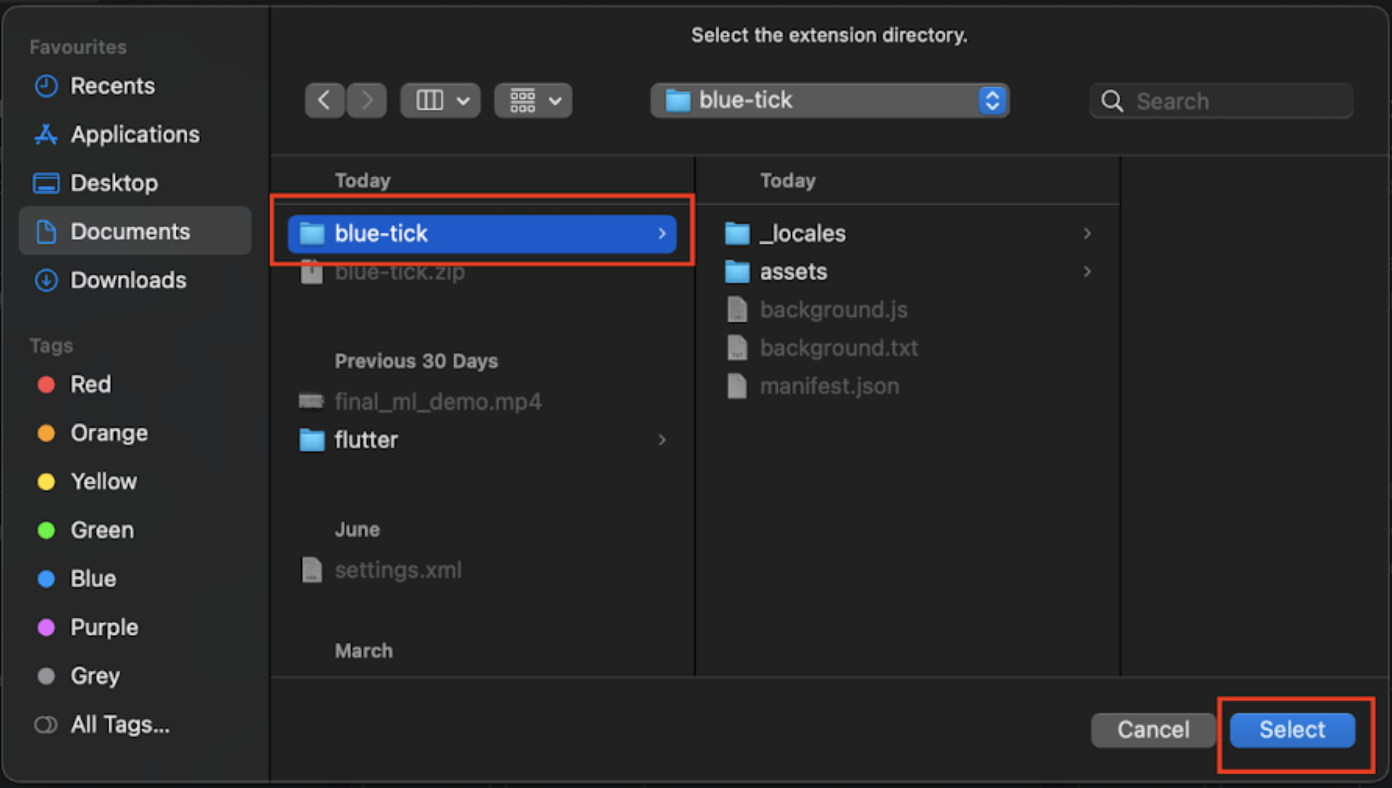 Select the extension directory.
Favourites
Recents
Applications
Desktop
Documents
Downloads
Tags
Red
Orange
Yellow
Green
Blue
Purple
Grey
All Tags...
blue-tick
Search
Today
blue-tick
blue-tick.zip
Previous 30 Days
final_ml_demo.mp4
flutter
June
settings.xml
March
Today
_locales
assets
background.js
background.txt
manifest.json
Cancel
Select